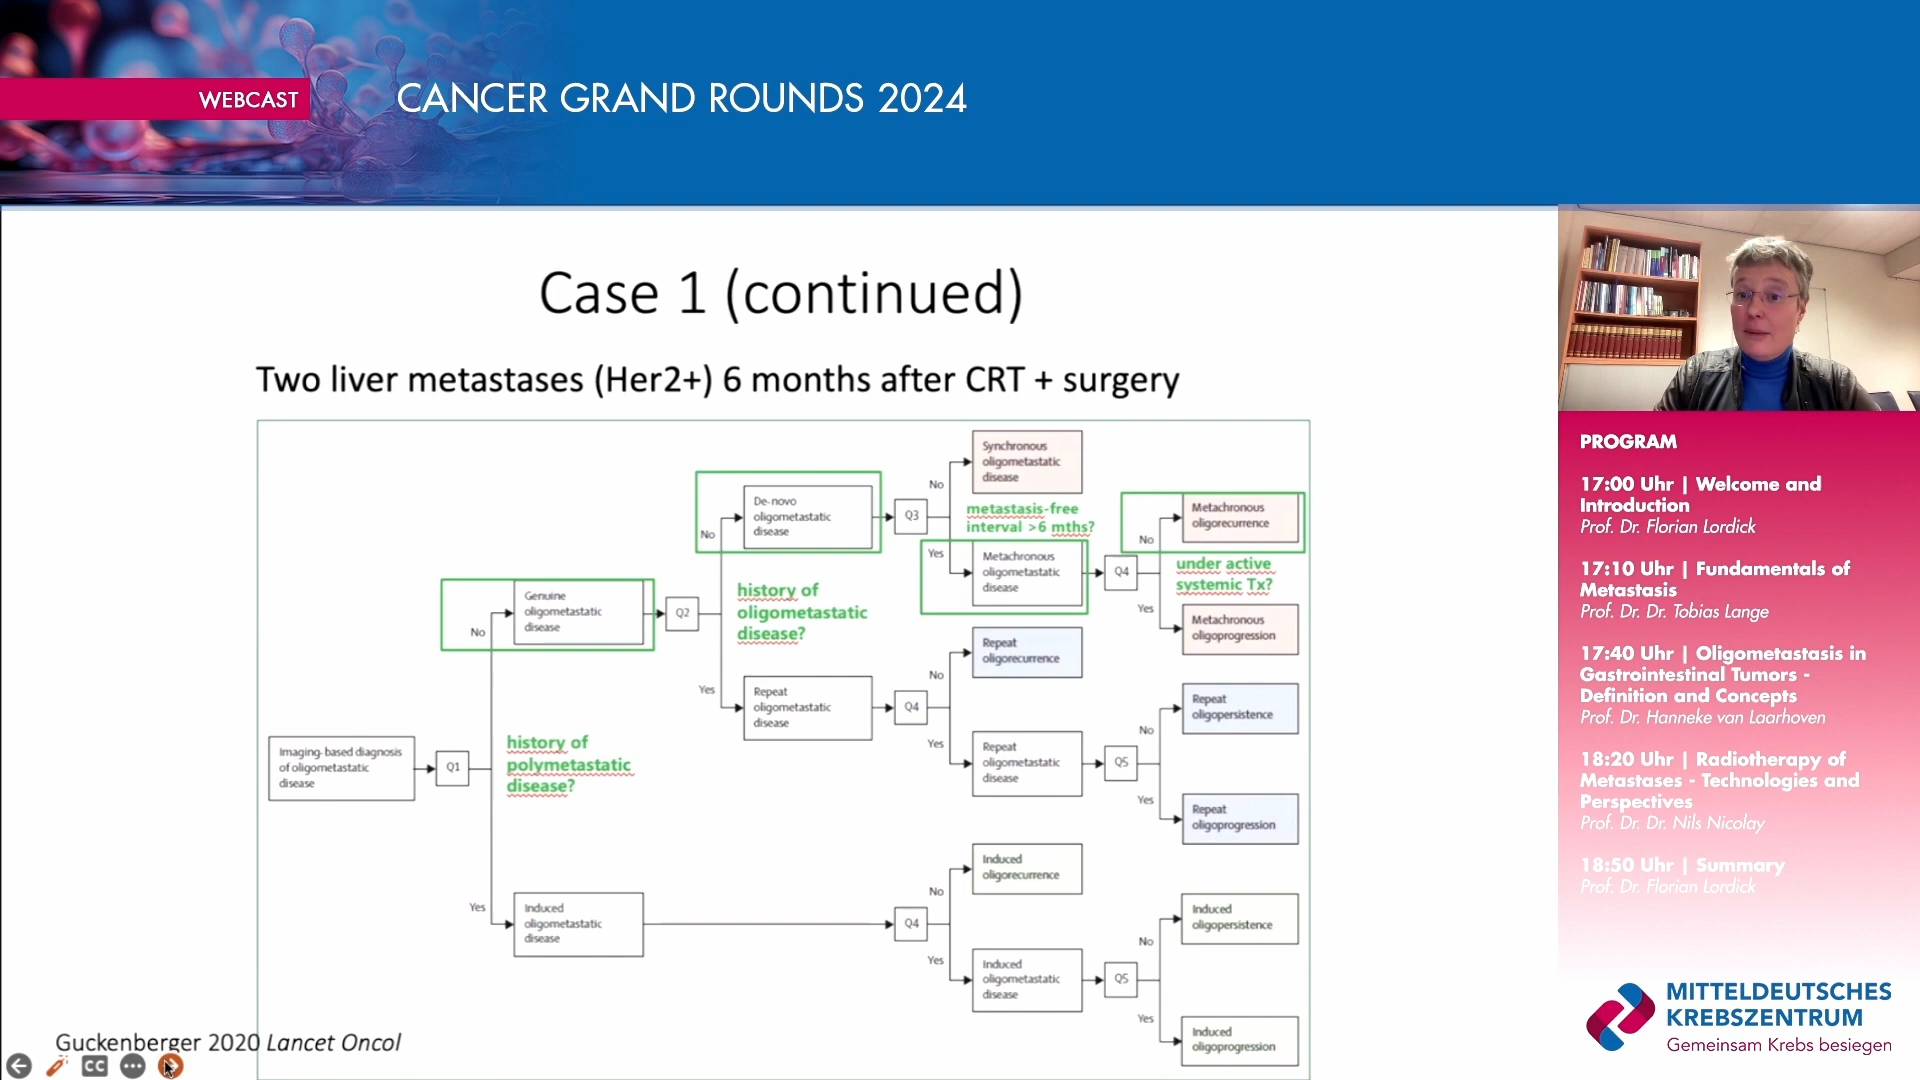 WEBCAST
CANCER GRAND ROUNDS 2024
Case 1 (continued)
Two liver metastases (Her2+) 6 months after CRT + surgery
Imaging-based diagnosis
of oligometastatic
disease
Q1
history of
polymetastatic
disease?
No
Genuine
oligometastatic
disease
Yes
Induced
oligometastatic
disease
Q2
history of
oligometastatic
disease?
No
De-novo
oligometastatic
disease
Yes
Repeat
oligometastatic
disease
Q3
metastasis-free
interval >6 mths?
No
Synchronous
oligometastatic
disease
Yes
Metachronous
oligometastatic
disease
Q4
under active
systemic Tx?
No
Metachronous
oligorecurrence
Yes
Metachronous
oligoprogression
Q4
No
Repeat
oligorecurrence
Yes
Repeat
oligometastatic
disease
Q5
No
Repeat
oligopersistence
Yes
Repeat
oligoprogression
Q4
No
Induced
oligorecurrence
Yes
Induced
oligometastatic
disease
Q5
No
Induced
oligopersistence
Yes
Induced
oligoprogression
Guckenberger 2020 Lancet Oncol
CC
PROGRAM
17:00 Uhr | Welcome and
Introduction
Prof. Dr. Florian Lordick
17:10 Uhr | Fundamentals of
Metastasis
Prof. Dr. Dr. Tobias Lange
17:40 Uhr | Oligometastasis in
Gastrointestinal Tumors -
Definition and Concepts
Prof. Dr. Hanneke van Laarhoven
18:20 Uhr | Radiotherapy of
Metastases - Technologies and
Perspectives
Prof. Dr. Dr. Nils Nicolay
18:50 Uhr | Summary
Prof. Dr. Florian Lordick
MITTELDEUTSCHES
KREBSZENTRUM
Gemeinsam Krebs besiegen